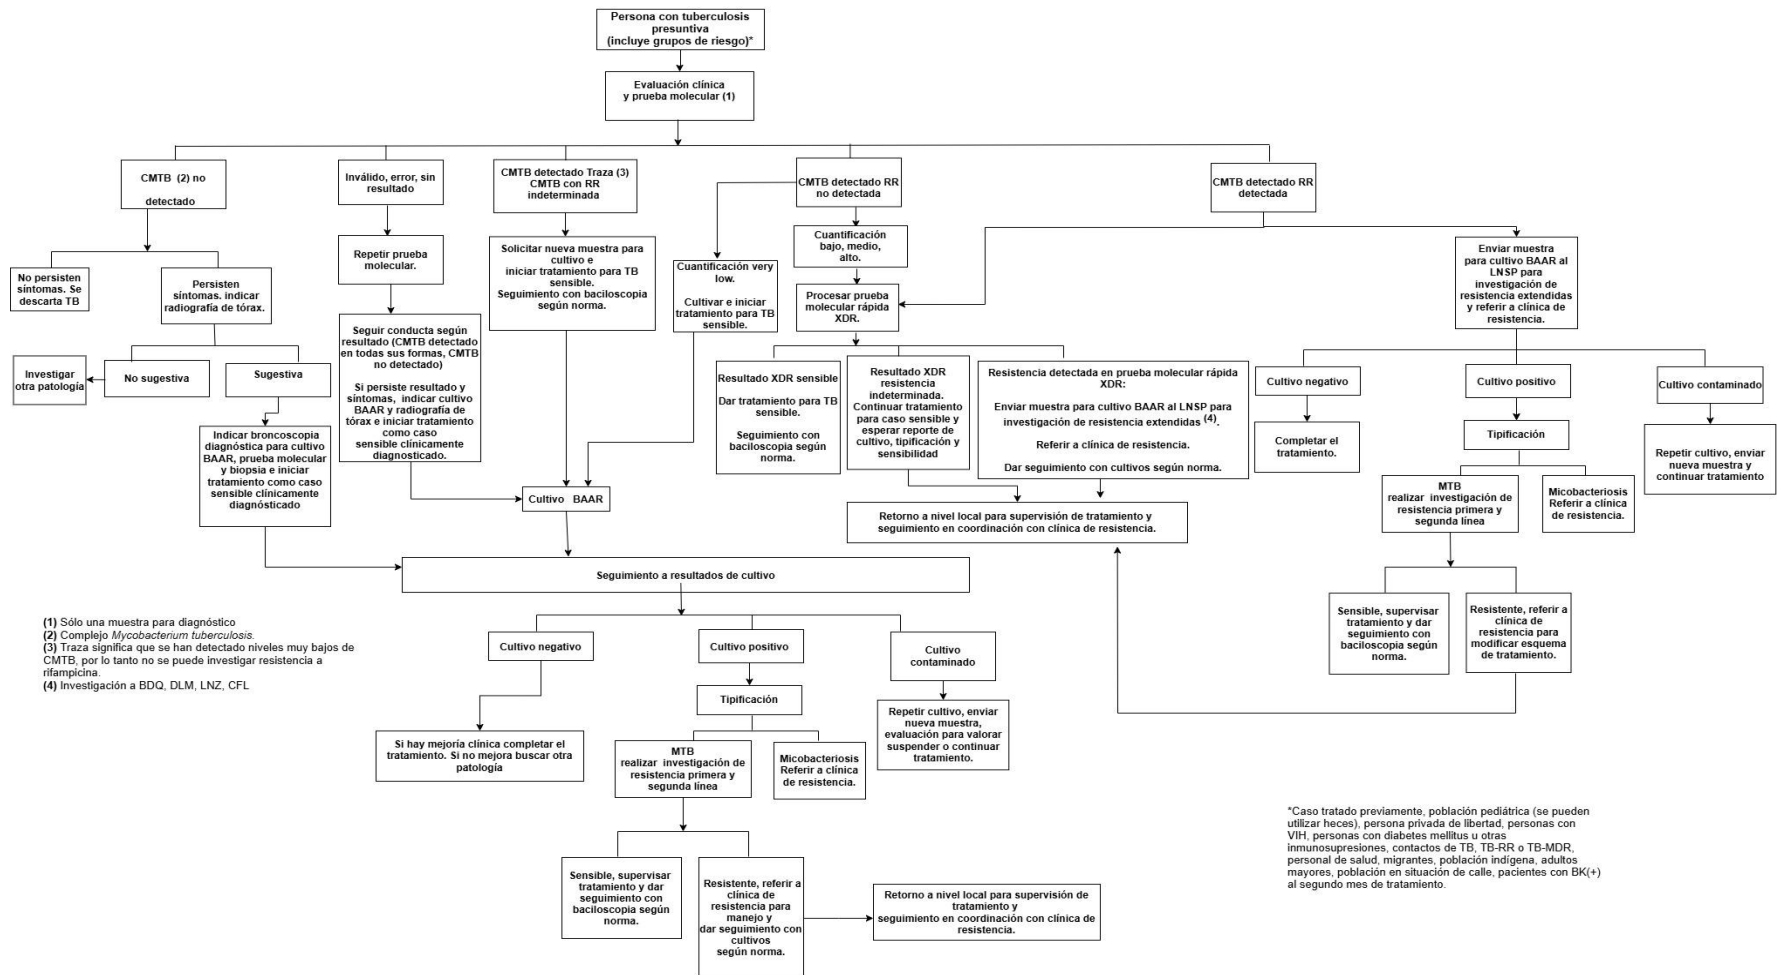 Persona con tuberculosis
presuntiva
(incluye grupos de riesgo)*
Evaluación clínica
y prueba molecular (1)
CMTB (2) no
detectado
Inválido, error, sin
resultado
CMTB detectado Traza (3)
CMTB con RR
indeterminada
CMTB detectado RR
no detectada
CMTB detectado RR
detectada
No persisten
síntomas. Se
descarta TB
Persisten
síntomas. indicar
radiografía de tórax.
Repetir prueba
molecular.
Solicitar nueva muestra para
cultivo e
iniciar tratamiento para TB
sensible.
Seguimiento con baciloscopia
según norma.
Cuantificación very
low.
Cultivar e iniciar
tratamiento para TB
sensible.
Cuantificación
bajo, medio,
alto.
Procesar prueba
molecular rápida
XDR.
Enviar muestra
para cultivo BAAR al
LNSP para
investigación de
resistencia extendidas
y referir a clínica de
resistencia.
Investigar
otra patología
No sugestiva
Sugestiva
Seguir conducta según
resultado (CMTB detectado
en todas sus formas, CMTB
no detectado)
Si persiste resultado y
síntomas, indicar cultivo
BAAR y radiografía de
tórax e iniciar tratamiento
como caso
sensible clínicamente
diagnosticado.
Resultado XDR sensible
Dar tratamiento para TB
sensible.
Seguimiento con
baciloscopia según
norma.
Resultado XDR
resistencia
indeterminada.
Continuar tratamiento
para caso sensible y
esperar reporte de
cultivo, tipificación y
sensibilidad
Resistencia detectada en prueba molecular rápida
XDR:
Enviar muestra para cultivo BAAR al LNSP para
investigación de resistencia extendidas (4).
Referir a clínica de resistencia.
Dar seguimiento con cultivos según norma.
Cultivo negativo
Cultivo positivo
Cultivo contaminado
Completar el
tratamiento.
Tipificación
Repetir cultivo, enviar
nueva muestra y
continuar tratamiento
Indicar broncoscopia
diagnóstica para cultivo
BAAR, prueba molecular
y biopsia e iniciar
tratamiento como caso
sensible clínicamente
diagnósticado
Cultivo BAAR
MTB
realizar investigación de
resistencia primera y
segunda línea
Micobacteriosis
Referir a clínica
de resistencia.
Retorno a nivel local para supervisión de tratamiento y
seguimiento en coordinación con clínica de resistencia.
Seguimiento a resultados de cultivo
Sensible, supervisar
tratamiento y dar
seguimiento con
baciloscopia según
norma.
Resistente, referir a
clínica de
resistencia para
modificar esquema
de tratamiento.
(1) Sólo una muestra para diagnóstico
(2) Complejo Mycobacterium tuberculosis.
(3) Traza significa que se han detectado niveles muy bajos de
CMTB, por lo tanto no se puede investigar resistencia a
rifampicina.
(4) Investigación a BDQ, DLM, LNZ, CFL
Cultivo negativo
Cultivo positivo
Cultivo
contaminado
Tipificación
Repetir cultivo, enviar
nueva muestra,
evaluación para valorar
suspender o continuar
tratamiento.
Si hay mejoría clínica completar el
tratamiento. Si no mejora buscar otra
patología
MTB
realizar investigación de
resistencia primera y
segunda línea
Micobacteriosis
Referir a clínica
de resistencia.
*Caso tratado previamente, población pediátrica (se pueden
utilizar heces), persona privada de libertad, personas con
VIH, personas con diabetes mellitus u otras
inmunosupresiones, contactos de TB, TB-RR o TB-MDR,
personal de salud, migrantes, población indígena, adultos
mayores, población en situación de calle, pacientes con BK(+)
al segundo mes de tratamiento.
Sensible, supervisar
tratamiento y dar
seguimiento con
baciloscopia según
norma.
Resistente, referir a
clínica de
resistencia para
manejo y
dar seguimiento con
cultivos
según norma.
Retorno a nivel local para supervisión de
tratamiento y
seguimiento en coordinación con clínica de
resistencia.